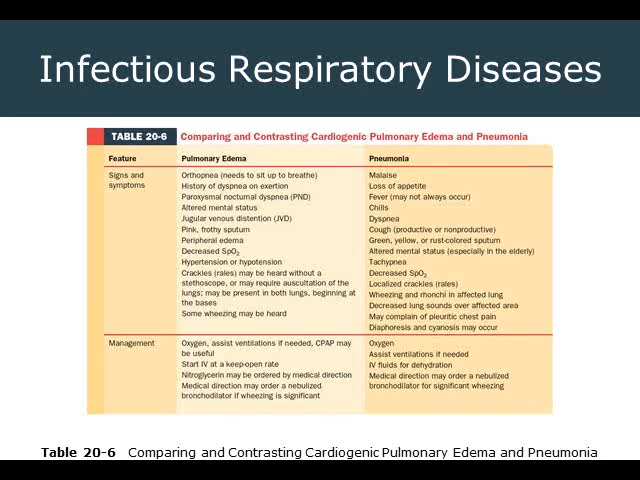 Infectious Respiratory Diseases
TABLE 20-6 Comparing and Contrasting Cardiogenic Pulmonary Edema and Pneumonia
Feature Pulmonary Edema Pneumonia
Signs and
symptoms
Orthopnea (needs to sit up to breathe)
History of dyspnea on exertion
Paroxysmal nocturnal dyspnea (PND)
Altered mental status
Jugular venous distention (JVD)
Pink, frothy sputum
Peripheral edema
Decreased SpO₂
Hypertension or hypotension
Crackles (rales) may be heard without a
stethoscope, or may require auscultation of the
lungs; may be present in both lungs, beginning at
the bases
Some wheezing may be heard
Malaise
Loss of appetite
Fever (may not always occur)
Chills
Dyspnea
Cough (productive or nonproductive)
Green, yellow, or rust-colored sputum
Altered mental status (especially in the elderly)
Tachypnea
Decreased SpO₂
Localized crackles (rales)
Wheezing and rhonchi in affected lung
Decreased lung sounds over affected area
May complain of pleuritic chest pain
Diaphoresis and cyanosis may occur
Management
Oxygen, assist ventilations if needed, CPAP may
be useful
Start IV at a keep-open rate
Nitroglycerin may be ordered by medical direction
Medical direction may order a nebulized
bronchodilator if wheezing is significant
Oxygen
Assist ventilations if needed
IV fluids for dehydration
Medical direction may order a nebulized
bronchodilator for significant wheezing
Table 20-6 Comparing and Contrasting Cardiogenic Pulmonary Edema and Pneumonia